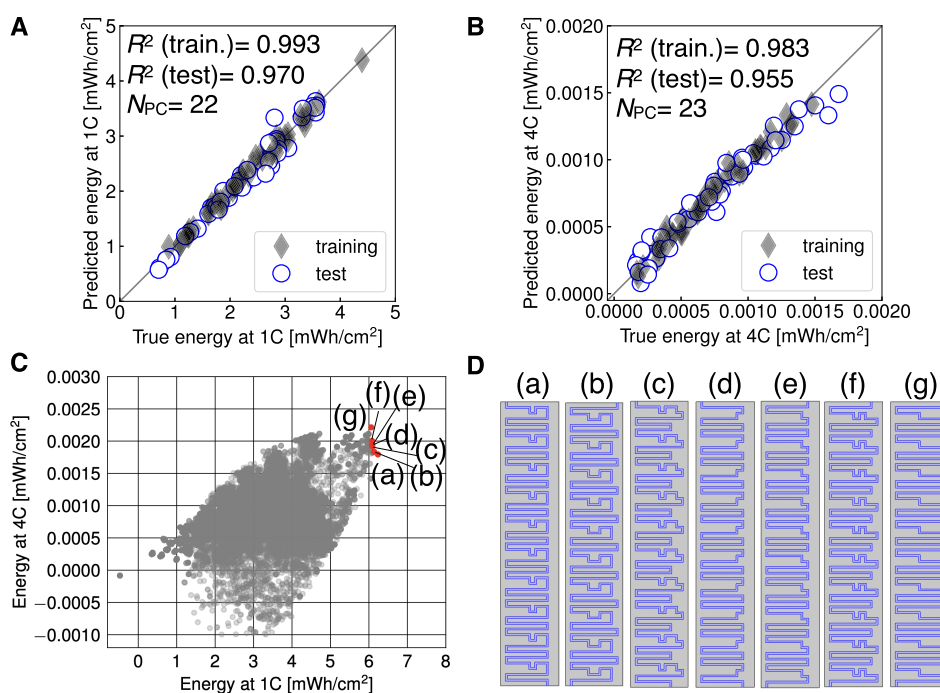 A
R² (train.)= 0.993
R² (test)= 0.970
N_PC= 22
Predicted energy at 1C [mWh/cm²]
5
4
3
2
1
0
training
test
0 1 2 3 4 5
True energy at 1C [mWh/cm²]
B
R² (train.)= 0.983
R² (test)= 0.955
N_PC= 23
Predicted energy at 4C [mWh/cm²]
0.0020
0.0015
0.0010
0.0005
0.0000
training
test
0.0000 0.0005 0.0010 0.0015 0.0020
True energy at 4C [mWh/cm²]
C
Energy at 4C [mWh/cm²]
0.0030
0.0025
0.0020
0.0015
0.0010
0.0005
0.0000
−0.0005
−0.0010
(f) (e)
(g) (d)
(c)
(a) (b)
0 1 2 3 4 5 6 7 8
Energy at 1C [mWh/cm²]
D
(a) (b) (c) (d) (e) (f) (g)